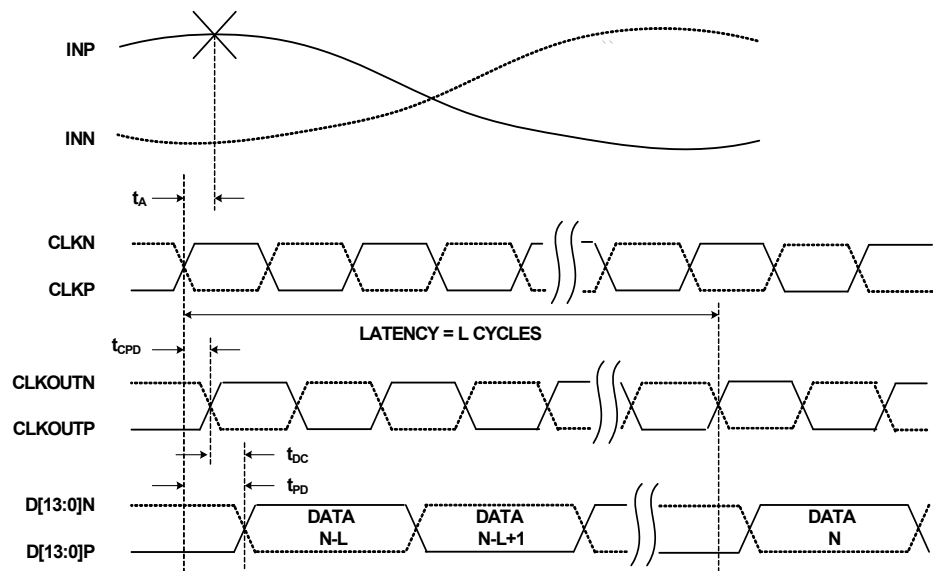 INP
INN
tA
CLKN
CLKP
LATENCY = L CYCLES
tCPD
CLKOUTN
CLKOUTP
tDC
tPD
D[13:0]N
D[13:0]P
DATA
N-L
DATA
N-L+1
DATA
N